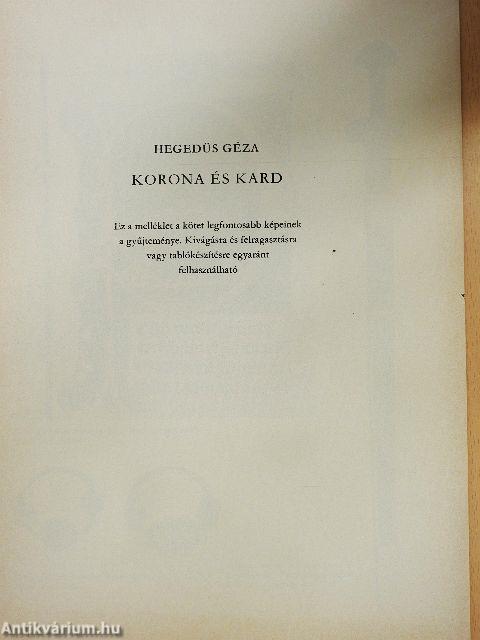 HEGEDÜS GÉZA
KORONA ÉS KARD
Ez a melléklet a kötet legfontosabb képeinek
a gyűjteménye. Kivágásra és felragasztásra
vagy tablókészítésre egyaránt
felhasználható
Antikvárium.hu